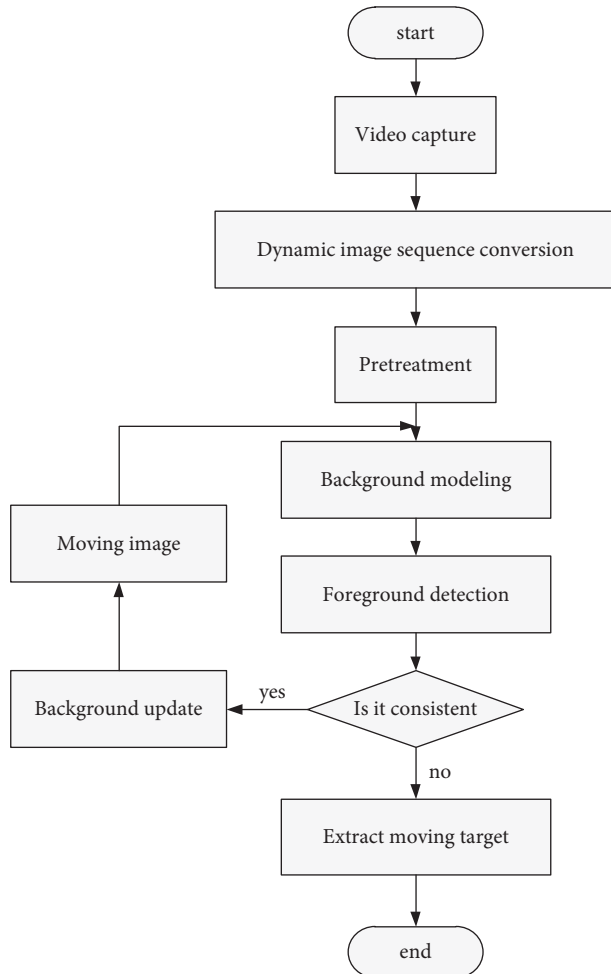 start
Video capture
Dynamic image sequence conversion
Pretreatment
Background modeling
Moving image
Foreground detection
yes
Background update
Is it consistent
no
Extract moving target
end